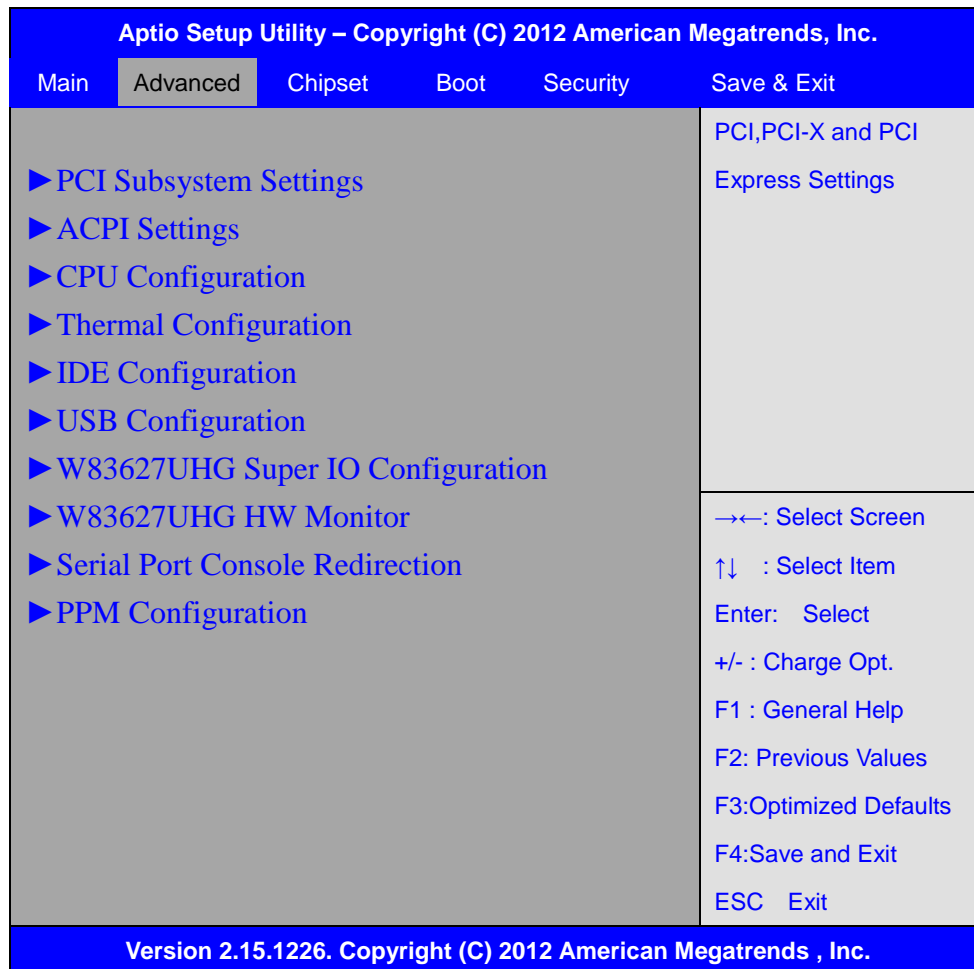 Aptio Setup Utility – Copyright (C) 2012 American Megatrends, Inc.
Main Advanced Chipset Boot Security Save & Exit
►PCI Subsystem Settings
►ACPI Settings
►CPU Configuration
►Thermal Configuration
►IDE Configuration
►USB Configuration
►W83627UHG Super IO Configuration
►W83627UHG HW Monitor
►Serial Port Console Redirection
►PPM Configuration
PCI,PCI-X and PCI
Express Settings
→←: Select Screen
↑↓ : Select Item
Enter: Select
+/- : Charge Opt.
F1 : General Help
F2: Previous Values
F3:Optimized Defaults
F4:Save and Exit
ESC Exit
Version 2.15.1226. Copyright (C) 2012 American Megatrends , Inc.